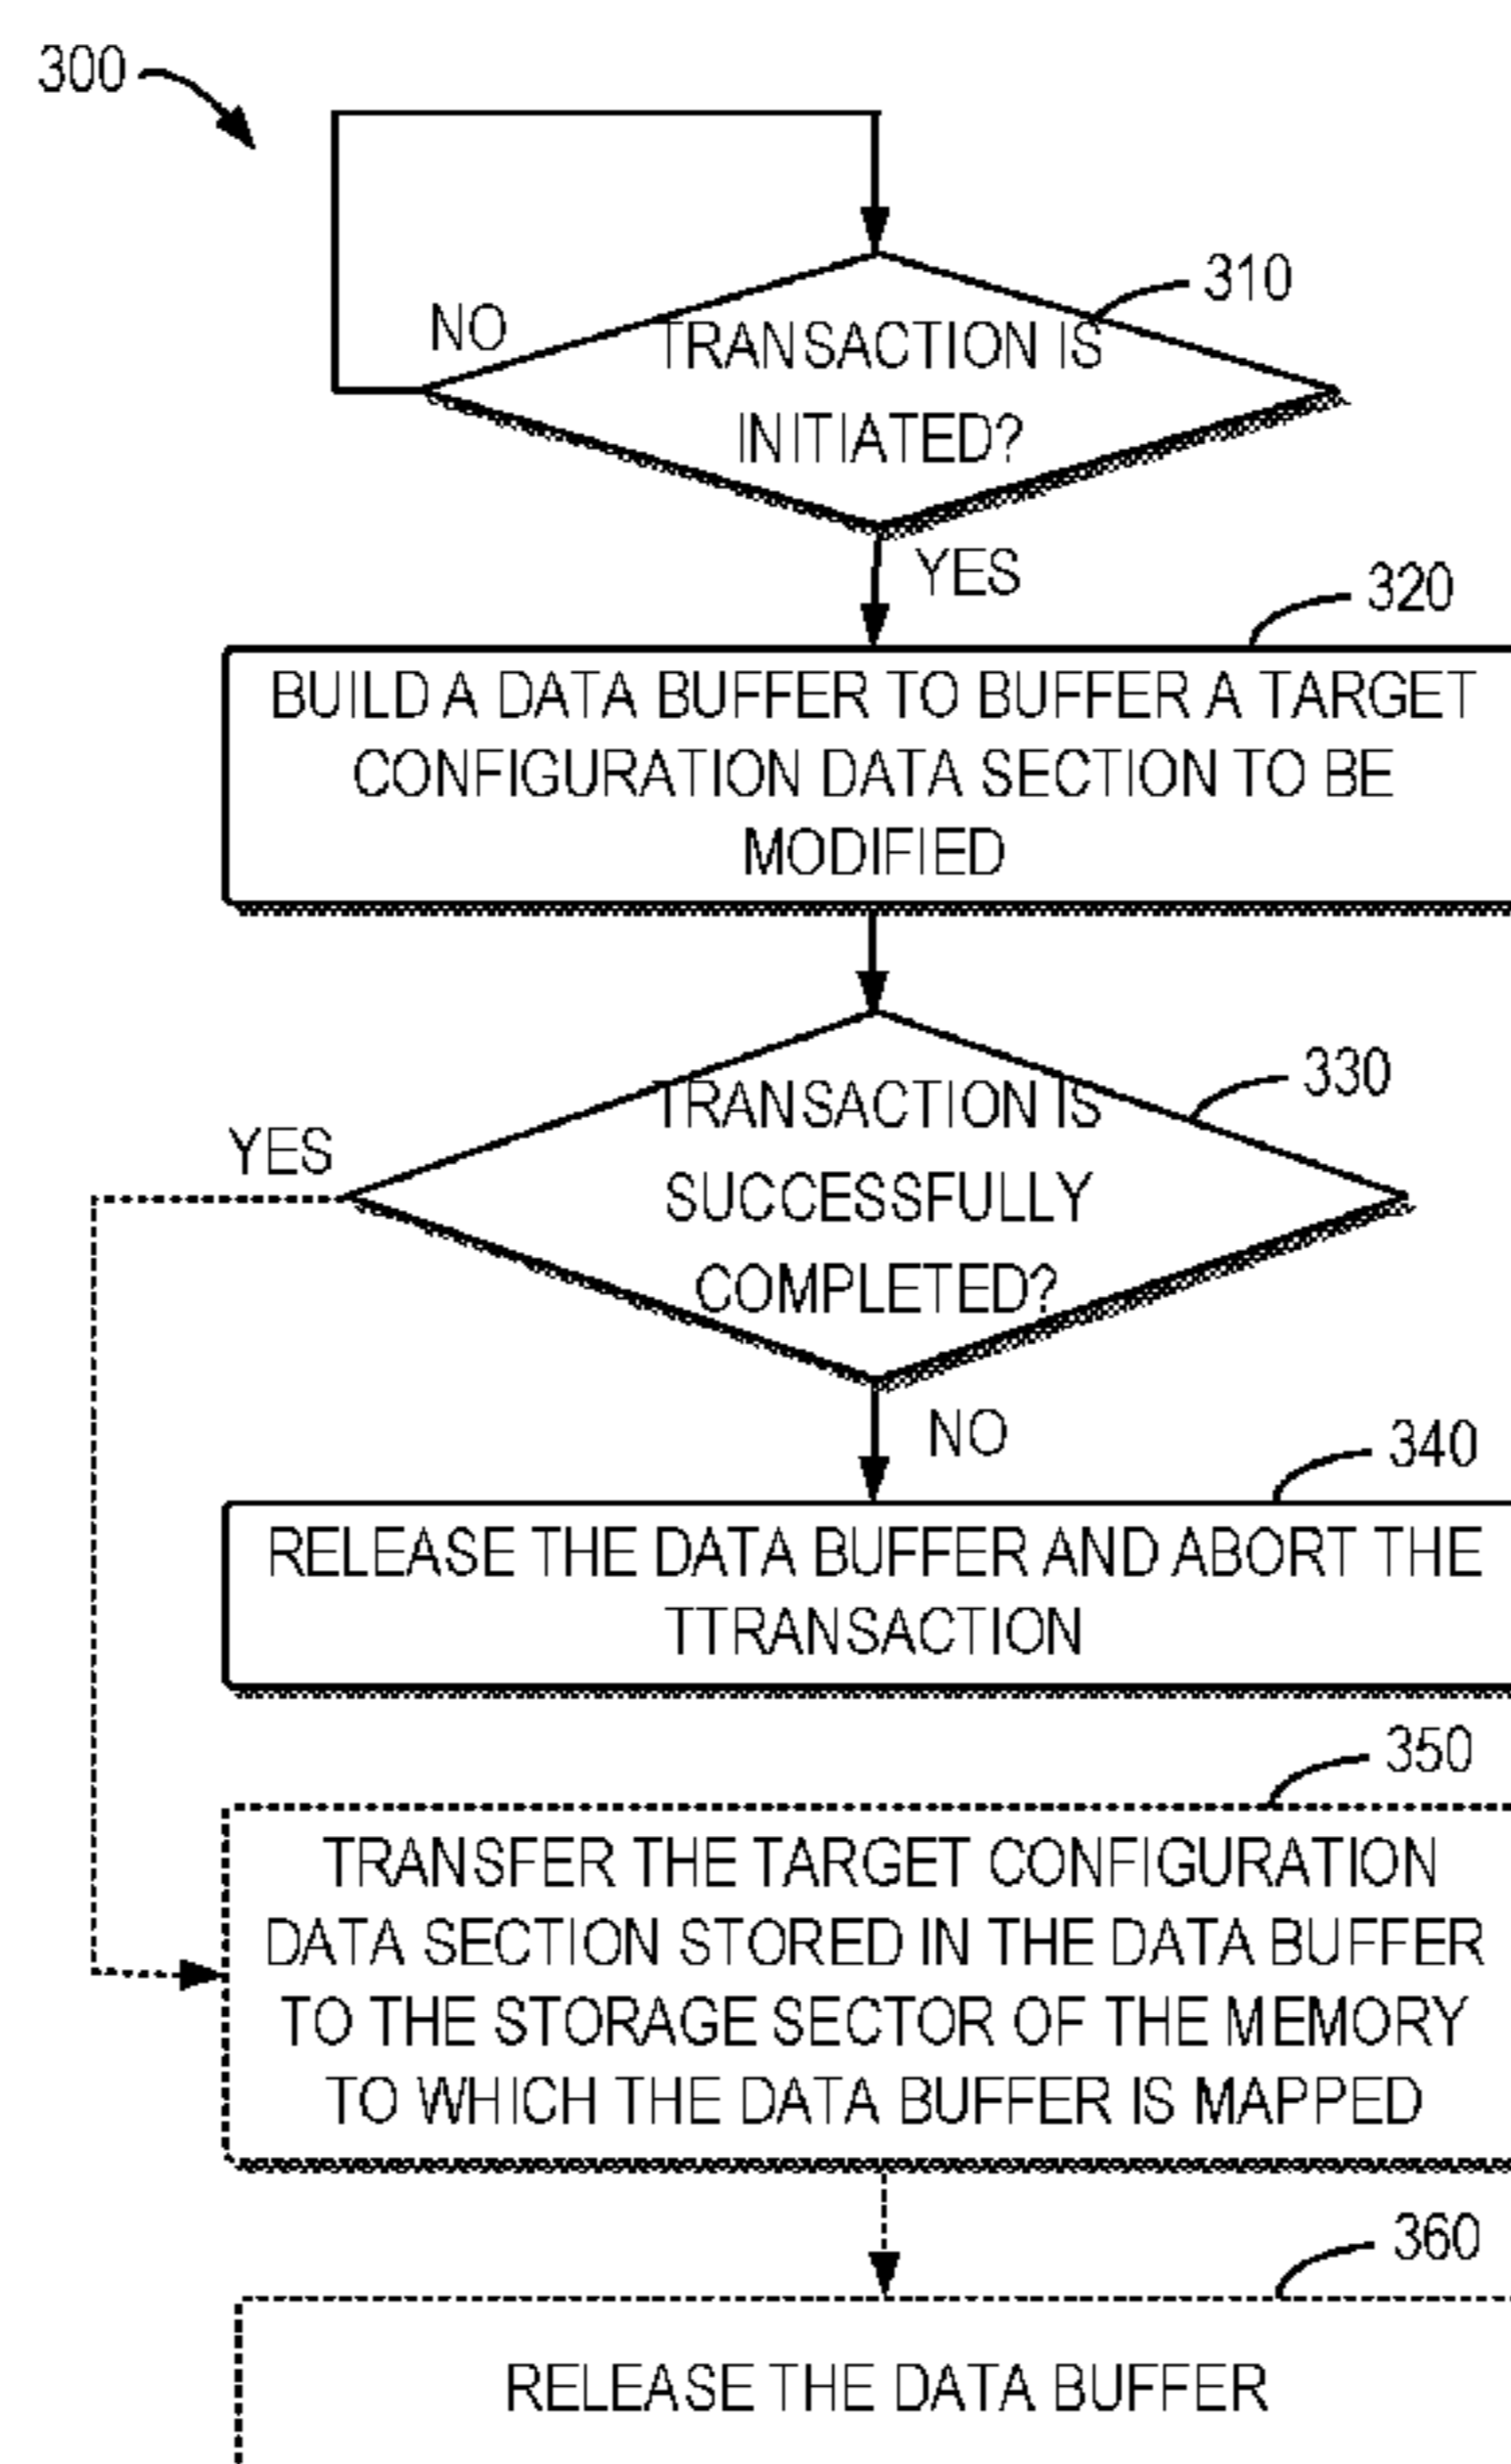 300
310
NO
TRANSACTION IS
INITIATED?
YES
320
BUILD A DATA BUFFER TO BUFFER A TARGET
CONFIGURATION DATA SECTION TO BE
MODIFIED
330
TRANSACTION IS
YES
SUCCESSFULLY
COMPLETED?
NO
340
RELEASE THE DATA BUFFER AND ABORT THE
TTRANSACTION
350
TRANSFER THE TARGET CONFIGURATION
DATA SECTION STORED IN THE DATA BUFFER
TO THE STORAGE SECTOR OF THE MEMORY
TO WHICH THE DATA BUFFER IS MAPPED
360
RELEASE THE DATA BUFFER